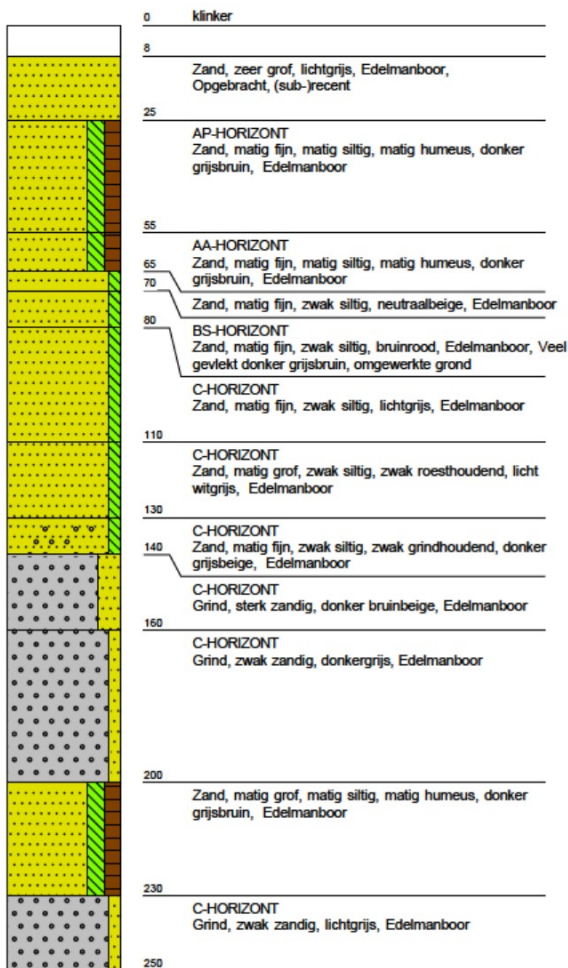 0 klinker
8
Zand, zeer grof, lichtgrijs, Edelmanboor,
Opgebracht, (sub-)recent
25
AP-HORIZONT
Zand, matig fijn, matig siltig, matig humeus, donker
grijsbruin, Edelmanboor
55
AA-HORIZONT
Zand, matig fijn, matig siltig, matig humeus, donker
grijsbruin, Edelmanboor
65
70
Zand, matig fijn, zwak siltig, neutraalbeige, Edelmanboor
80
BS-HORIZONT
Zand, matig fijn, zwak siltig, bruinrood, Edelmanboor, Veel
gevlekt donker grijsbruin, omgewerkte grond
C-HORIZONT
Zand, matig fijn, zwak siltig, lichtgrijs, Edelmanboor
110
C-HORIZONT
Zand, matig grof, zwak siltig, zwak roesthoudend, licht
witgrijs, Edelmanboor
130
C-HORIZONT
Zand, matig fijn, zwak siltig, zwak grindhoudend, donker
grijsbeige, Edelmanboor
140
C-HORIZONT
Grind, sterk zandig, donker bruinbeige, Edelmanboor
160
C-HORIZONT
Grind, zwak zandig, donkergrijs, Edelmanboor
200
Zand, matig grof, matig siltig, matig humeus, donker
grijsbruin, Edelmanboor
230
C-HORIZONT
Grind, zwak zandig, lichtgrijs, Edelmanboor
250